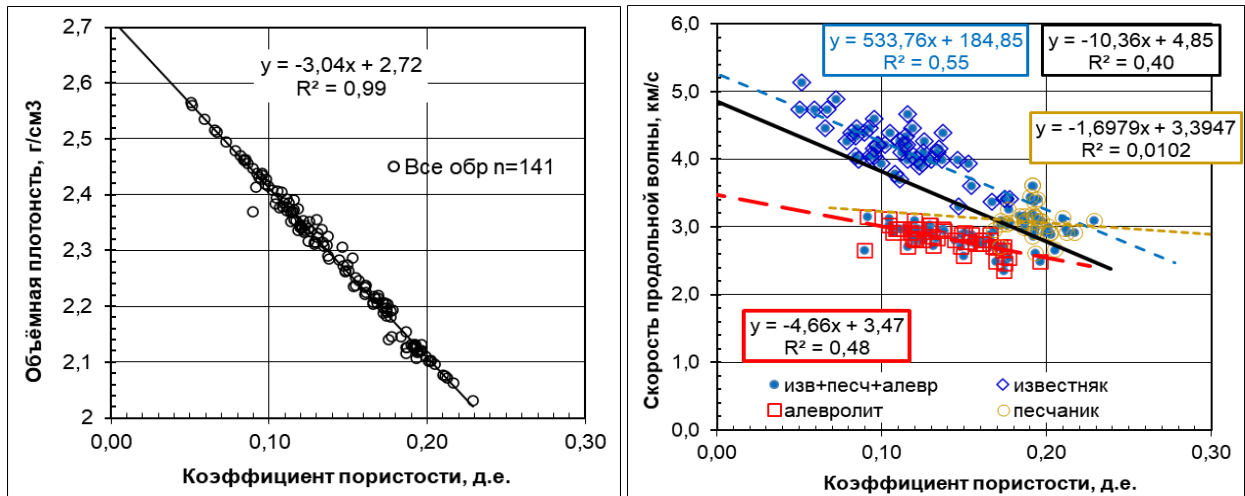 2,7
2,6
2,5
2,4
2,3
2,2
2,1
2
Объёмная плотонсть, г/см3
y = -3,04x + 2,72
R² = 0,99
Все обр n=141
0,00
0,10
0,20
0,30
Коэффициент пористости, д.е.
6,0
5,0
4,0
3,0
2,0
1,0
0,0
Скорость продольной волны, км/с
y = 533,76x + 184,85
R² = 0,55
y = -10,36x + 4,85
R² = 0,40
y = -1,6979x + 3,3947
R² = 0,0102
y = -4,66x + 3,47
R² = 0,48
изв+песч+алевр
известняк
алевролит
песчаник
0,00
0,10
0,20
0,30
Коэффициент пористости, д.е.